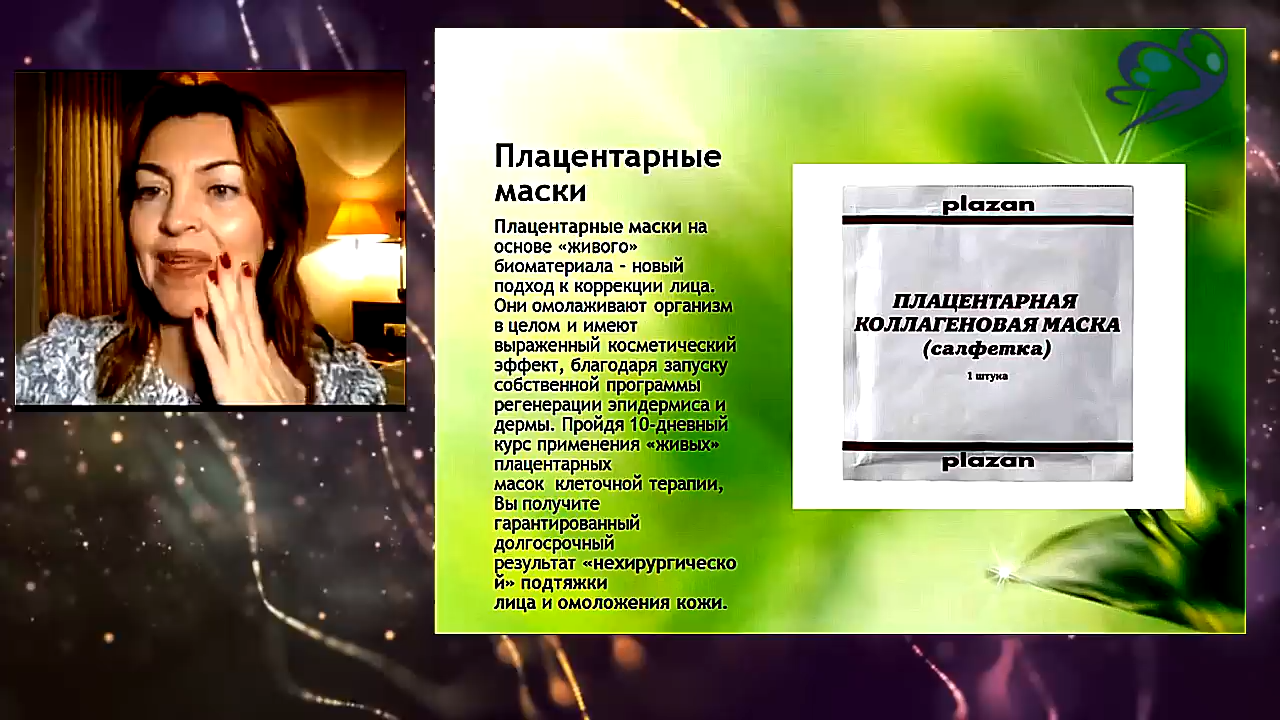 Плацентарные
маски
Плацентарные маски на
основе «живого»
биоматериала – новый
подход к коррекции лица.
Они омолаживают организм
в целом и имеют
выраженный косметический
эффект, благодаря запуску
собственной программы
регенерации эпидермиса и
дермы. Пройдя 10-дневный
курс применения «живых»
плацентарных
масок клеточной терапии,
Вы получите
гарантированный
долгосрочный
результат «нехирургическо
й» подтяжки
лица и омоложения кожи.
plazan
ПЛАЦЕНТАРНАЯ
КОЛЛАГЕНОВАЯ МАСКА
(салфетка)
1 штука
plazan